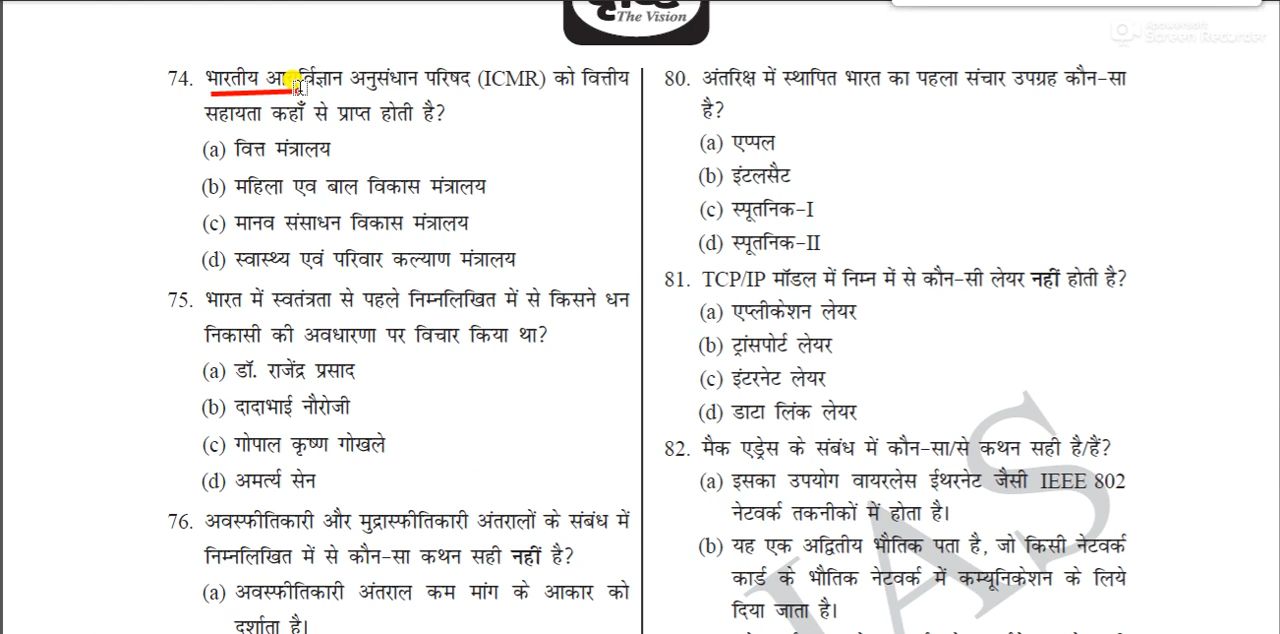 The Vision
Apowersoft
Screen Recorder
74. भारतीय अनुसंधान परिषद (ICMR) को वित्तीय
सहायता कहाँ से प्राप्त होती है?
(a) वित्त मंत्रालय
(b) महिला एव बाल विकास मंत्रालय
(c) मानव संसाधन विकास मंत्रालय
(d) स्वास्थ्य एवं परिवार कल्याण मंत्रालय
75. भारत में स्वतंत्रता से पहले निम्नलिखित में से किसने धन
निकासी की अवधारणा पर विचार किया था?
(a) डॉ. राजेंद्र प्रसाद
(b) दादाभाई नौरोजी
(c) गोपाल कृष्ण गोखले
(d) अमर्त्य सेन
76. अवस्फीतिकारी और मुद्रास्फीतिकारी अंतरालों के संबंध में
निम्नलिखित में से कौन-सा कथन सही नहीं है?
(a) अवस्फीतिकारी अंतराल कम मांग के आकार को
दर्शाता है।
80. अंतरिक्ष में स्थापित भारत का पहला संचार उपग्रह कौन-सा
है?
(a) एप्पल
(b) इंटलसैट
(c) स्पूतनिक-I
(d) स्पूतनिक-II
81. TCP/IP मॉडल में निम्न में से कौन-सी लेयर नहीं होती है?
(a) एप्लीकेशन लेयर
(b) ट्रांसपोर्ट लेयर
(c) इंटरनेट लेयर
(d) डाटा लिंक लेयर
82. मैक एड्रेस के संबंध में कौन-सा/से कथन सही है/हैं?
(a) इसका उपयोग वायरलेस ईथरनेट जैसी IEEE 802
नेटवर्क तकनीकों में होता है।
(b) यह एक अद्वितीय भौतिक पता है, जो किसी नेटवर्क
कार्ड के भौतिक नेटवर्क में कम्यूनिकेशन के लिये
दिया जाता है।
IAS